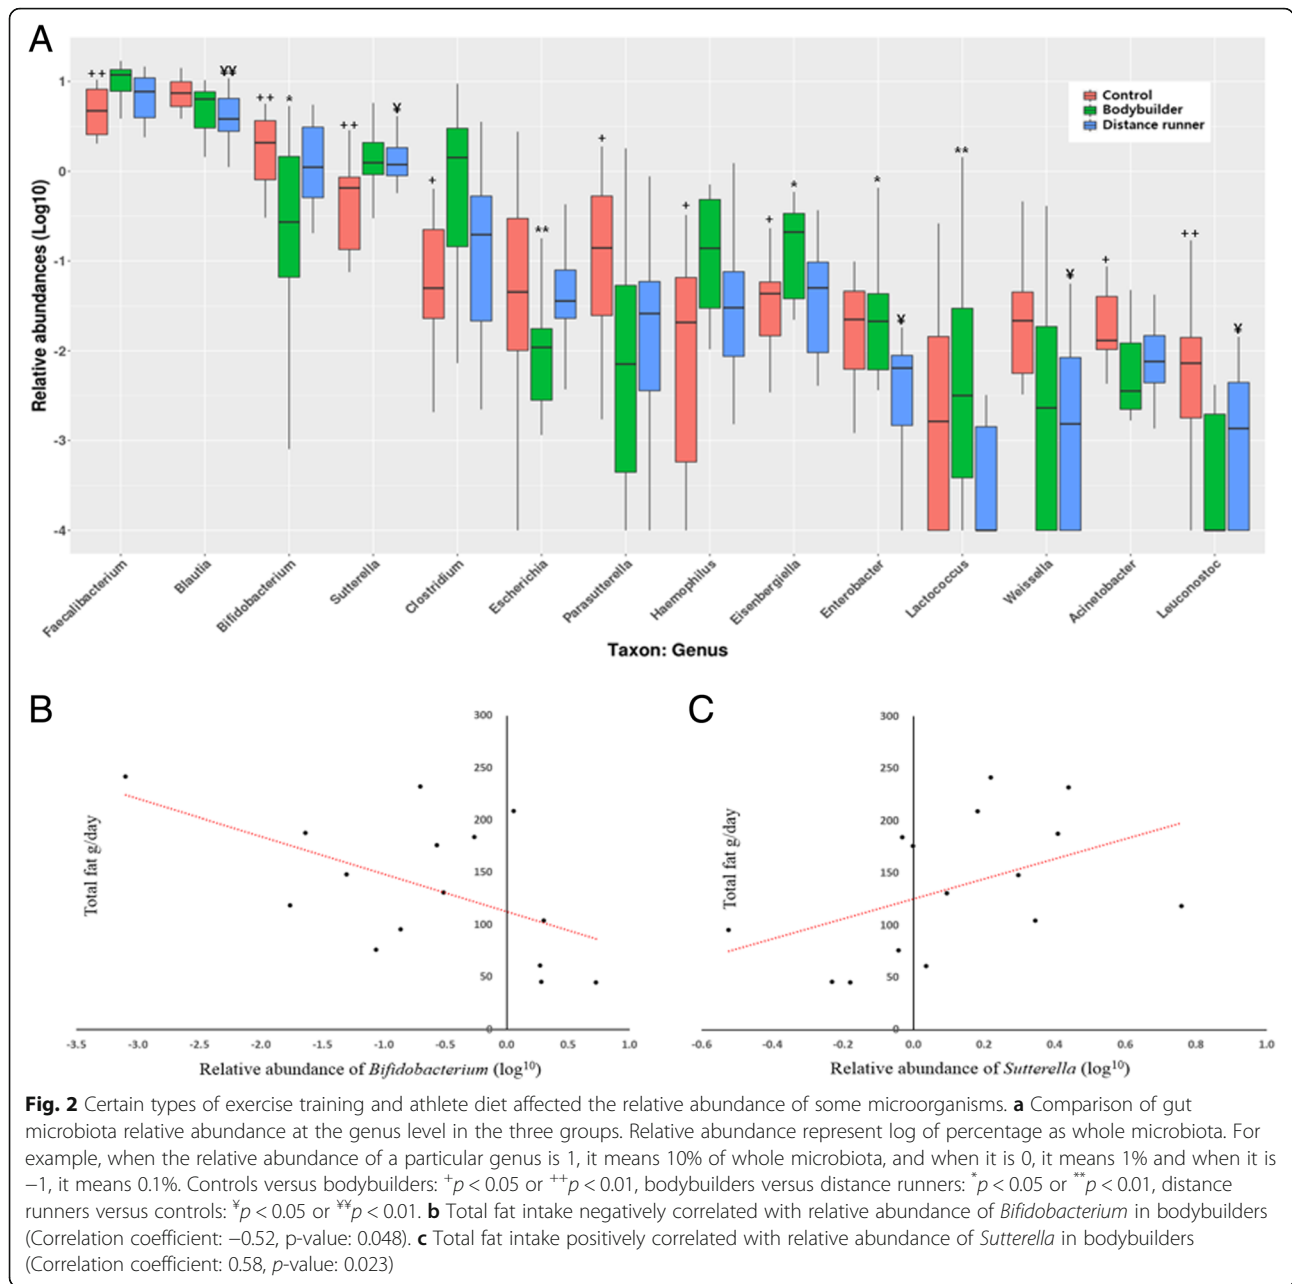 A
Relative abundances (Log10)
1
0
-1
-2
-3
-4
++
¥¥
++
*
++
¥
+
**
+
+
+
*
*
¥
**
¥
+
++
¥
Control
Bodybuilder
Distance runner
Faecalibacterium
Blautia
Bifidobacterium
Sutterella
Clostridium
Escherichia
Parasutterella
Haemophilus
Eisenbergiella
Enterobacter
Lactococcus
Weissella
Acinetobacter
Leuconostoc
Taxon: Genus
B
Total fat g/day
300
250
200
150
100
50
0
-3.5 -3.0 -2.5 -2.0 -1.5 -1.0 -0.5 0.0 0.5 1.0
Relative abundance of Bifidobacterium (log10)
C
Total fat g/day
300
250
200
150
100
50
0
-0.6 -0.4 -0.2 0.0 0.2 0.4 0.6 0.8 1.0
Relative abundance of Sutterella (log10)
Fig. 2 Certain types of exercise training and athlete diet affected the relative abundance of some microorganisms. a Comparison of gut
microbiota relative abundance at the genus level in the three groups. Relative abundance represent log of percentage as whole microbiota. For
example, when the relative abundance of a particular genus is 1, it means 10% of whole microbiota, and when it is 0, it means 1% and when it is
−1, it means 0.1%. Controls versus bodybuilders: +p < 0.05 or ++p < 0.01, bodybuilders versus distance runners: *p < 0.05 or **p < 0.01, distance
runners versus controls: ¥p < 0.05 or ¥¥p < 0.01. b Total fat intake negatively correlated with relative abundance of Bifidobacterium in bodybuilders
(Correlation coefficient: −0.52, p-value: 0.048). c Total fat intake positively correlated with relative abundance of Sutterella in bodybuilders
(Correlation coefficient: 0.58, p-value: 0.023)